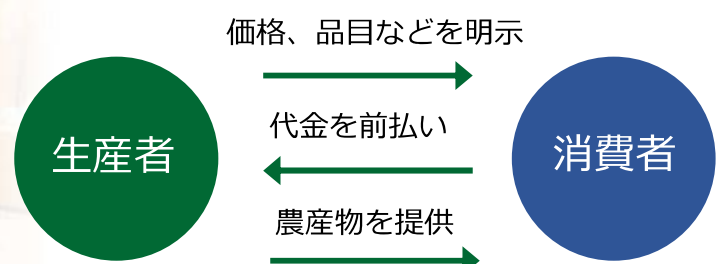 価格、品目などを明示
生産者
代金を前払い
消費者
農産物を提供